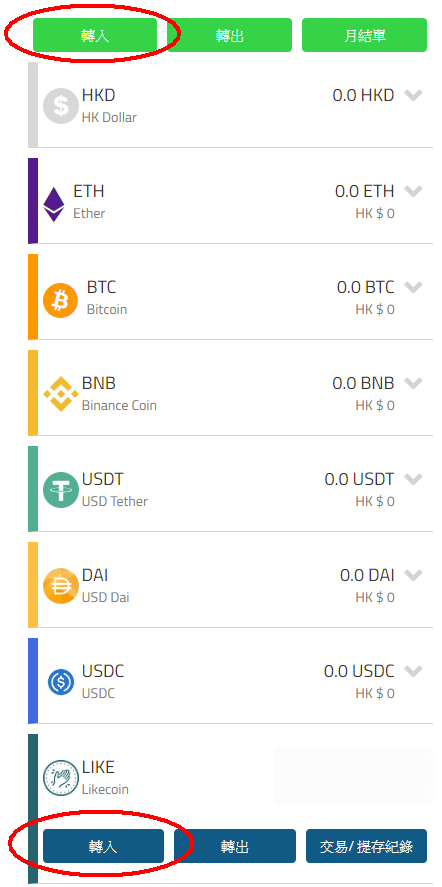 轉入 轉出 月結單
HKD 0.0 HKD
HK Dollar
ETH 0.0 ETH
Ether HK $ 0
BTC 0.0 BTC
Bitcoin HK $ 0
BNB 0.0 BNB
Binance Coin HK $ 0
USDT 0.0 USDT
USD Tether HK $ 0
DAI 0.0 DAI
USD Dai HK $ 0
USDC 0.0 USDC
USDC HK $ 0
LIKE
Likecoin
轉入 轉出 交易/提存紀錄